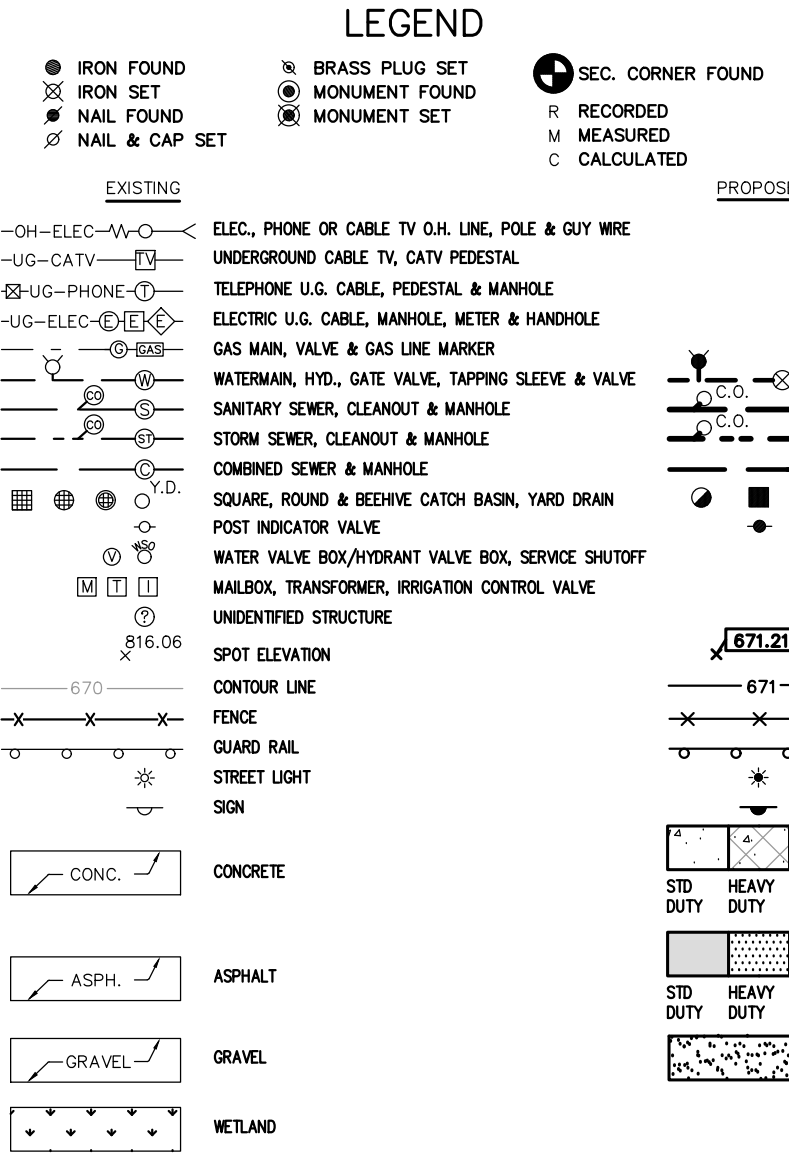 LEGEND
IRON FOUND
IRON SET
NAIL FOUND
NAIL & CAP SET
BRASS PLUG SET
MONUMENT FOUND
MONUMENT SET
SEC. CORNER FOUND
R RECORDED
M MEASURED
C CALCULATED
EXISTING
PROPOSE
OH-ELEC ELEC., PHONE OR CABLE TV O.H. LINE, POLE & GUY WIRE
UG-CATV TV UNDERGROUND CABLE TV, CATV PEDESTAL
UG-PHONE T TELEPHONE U.G. CABLE, PEDESTAL & MANHOLE
UG-ELEC E E E ELECTRIC U.G. CABLE, MANHOLE, METER & HANDHOLE
G GAS GAS MAIN, VALVE & GAS LINE MARKER
W WATERMAIN, HYD., GATE VALVE, TAPPING SLEEVE & VALVE
CO S SANITARY SEWER, CLEANOUT & MANHOLE C.O.
CO ST STORM SEWER, CLEANOUT & MANHOLE C.O.
C COMBINED SEWER & MANHOLE
Y.D. SQUARE, ROUND & BEEHIVE CATCH BASIN, YARD DRAIN
POST INDICATOR VALVE
V WSO WATER VALVE BOX/HYDRANT VALVE BOX, SERVICE SHUTOFF
M T I MAILBOX, TRANSFORMER, IRRIGATION CONTROL VALVE
? UNIDENTIFIED STRUCTURE
816.06 SPOT ELEVATION 671.21
670 CONTOUR LINE 671
FENCE
GUARD RAIL
STREET LIGHT
SIGN
CONC. CONCRETE
STD DUTY
HEAVY DUTY
ASPH. ASPHALT
STD DUTY
HEAVY DUTY
GRAVEL GRAVEL
WETLAND